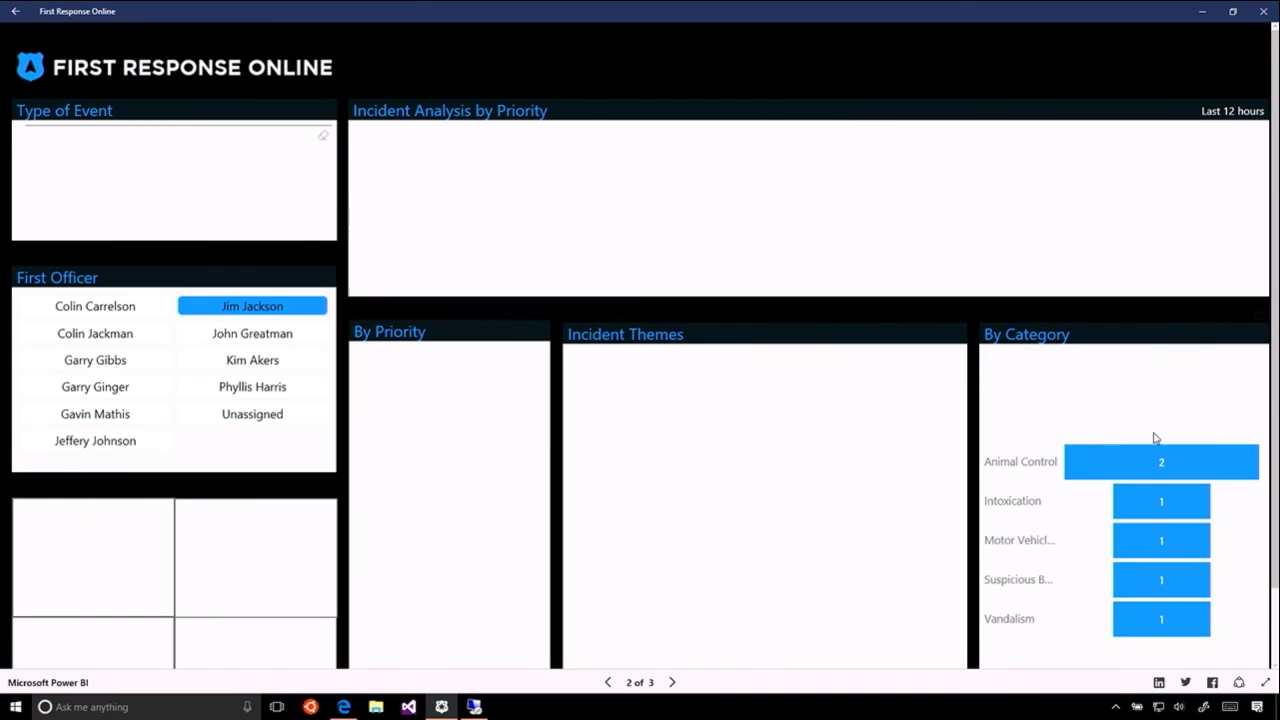 First Response Online
FIRST RESPONSE ONLINE
Type of Event
Incident Analysis by Priority
Last 12 hours
First Officer
Colin Carrelson
Jim Jackson
Colin Jackman
John Greatman
Garry Gibbs
Kim Akers
Garry Ginger
Phyllis Harris
Gavin Mathis
Unassigned
Jeffery Johnson
By Priority
Incident Themes
By Category
Animal Control
2
Intoxication
1
Motor Vehicl...
1
Suspicious B...
1
Vandalism
1
Microsoft Power BI
2 of 3
Ask me anything